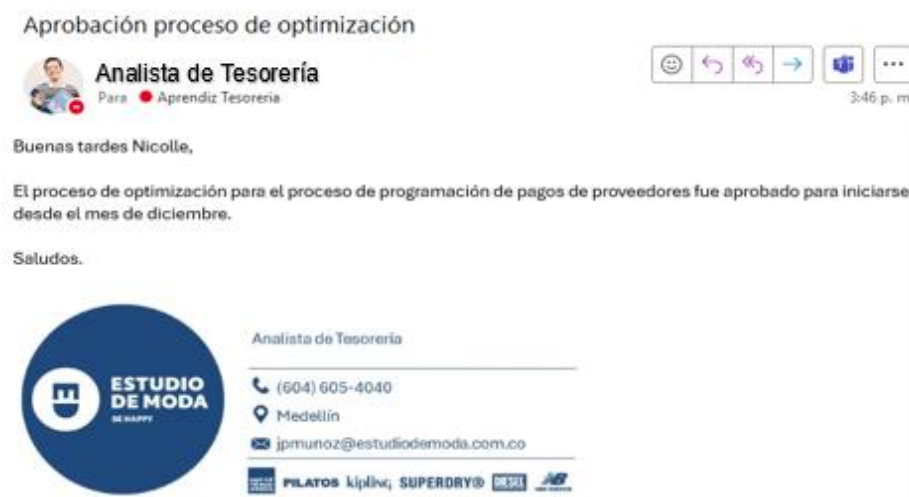 Aprobación proceso de optimización
Analista de Tesorería
Para Aprendiz Tesoreria
3:46 p. m
Buenas tardes Nicolle,
El proceso de optimización para el proceso de programación de pagos de proveedores fue aprobado para iniciarse
desde el mes de diciembre.
Saludos.
Analista de Tesorería
ESTUDIO
DE MODA
BE HAPPY
(604) 605-4040
Medellín
jpmunoz@estudiodemoda.com.co
PILATOS kipling SUPERDRY® DIESEL